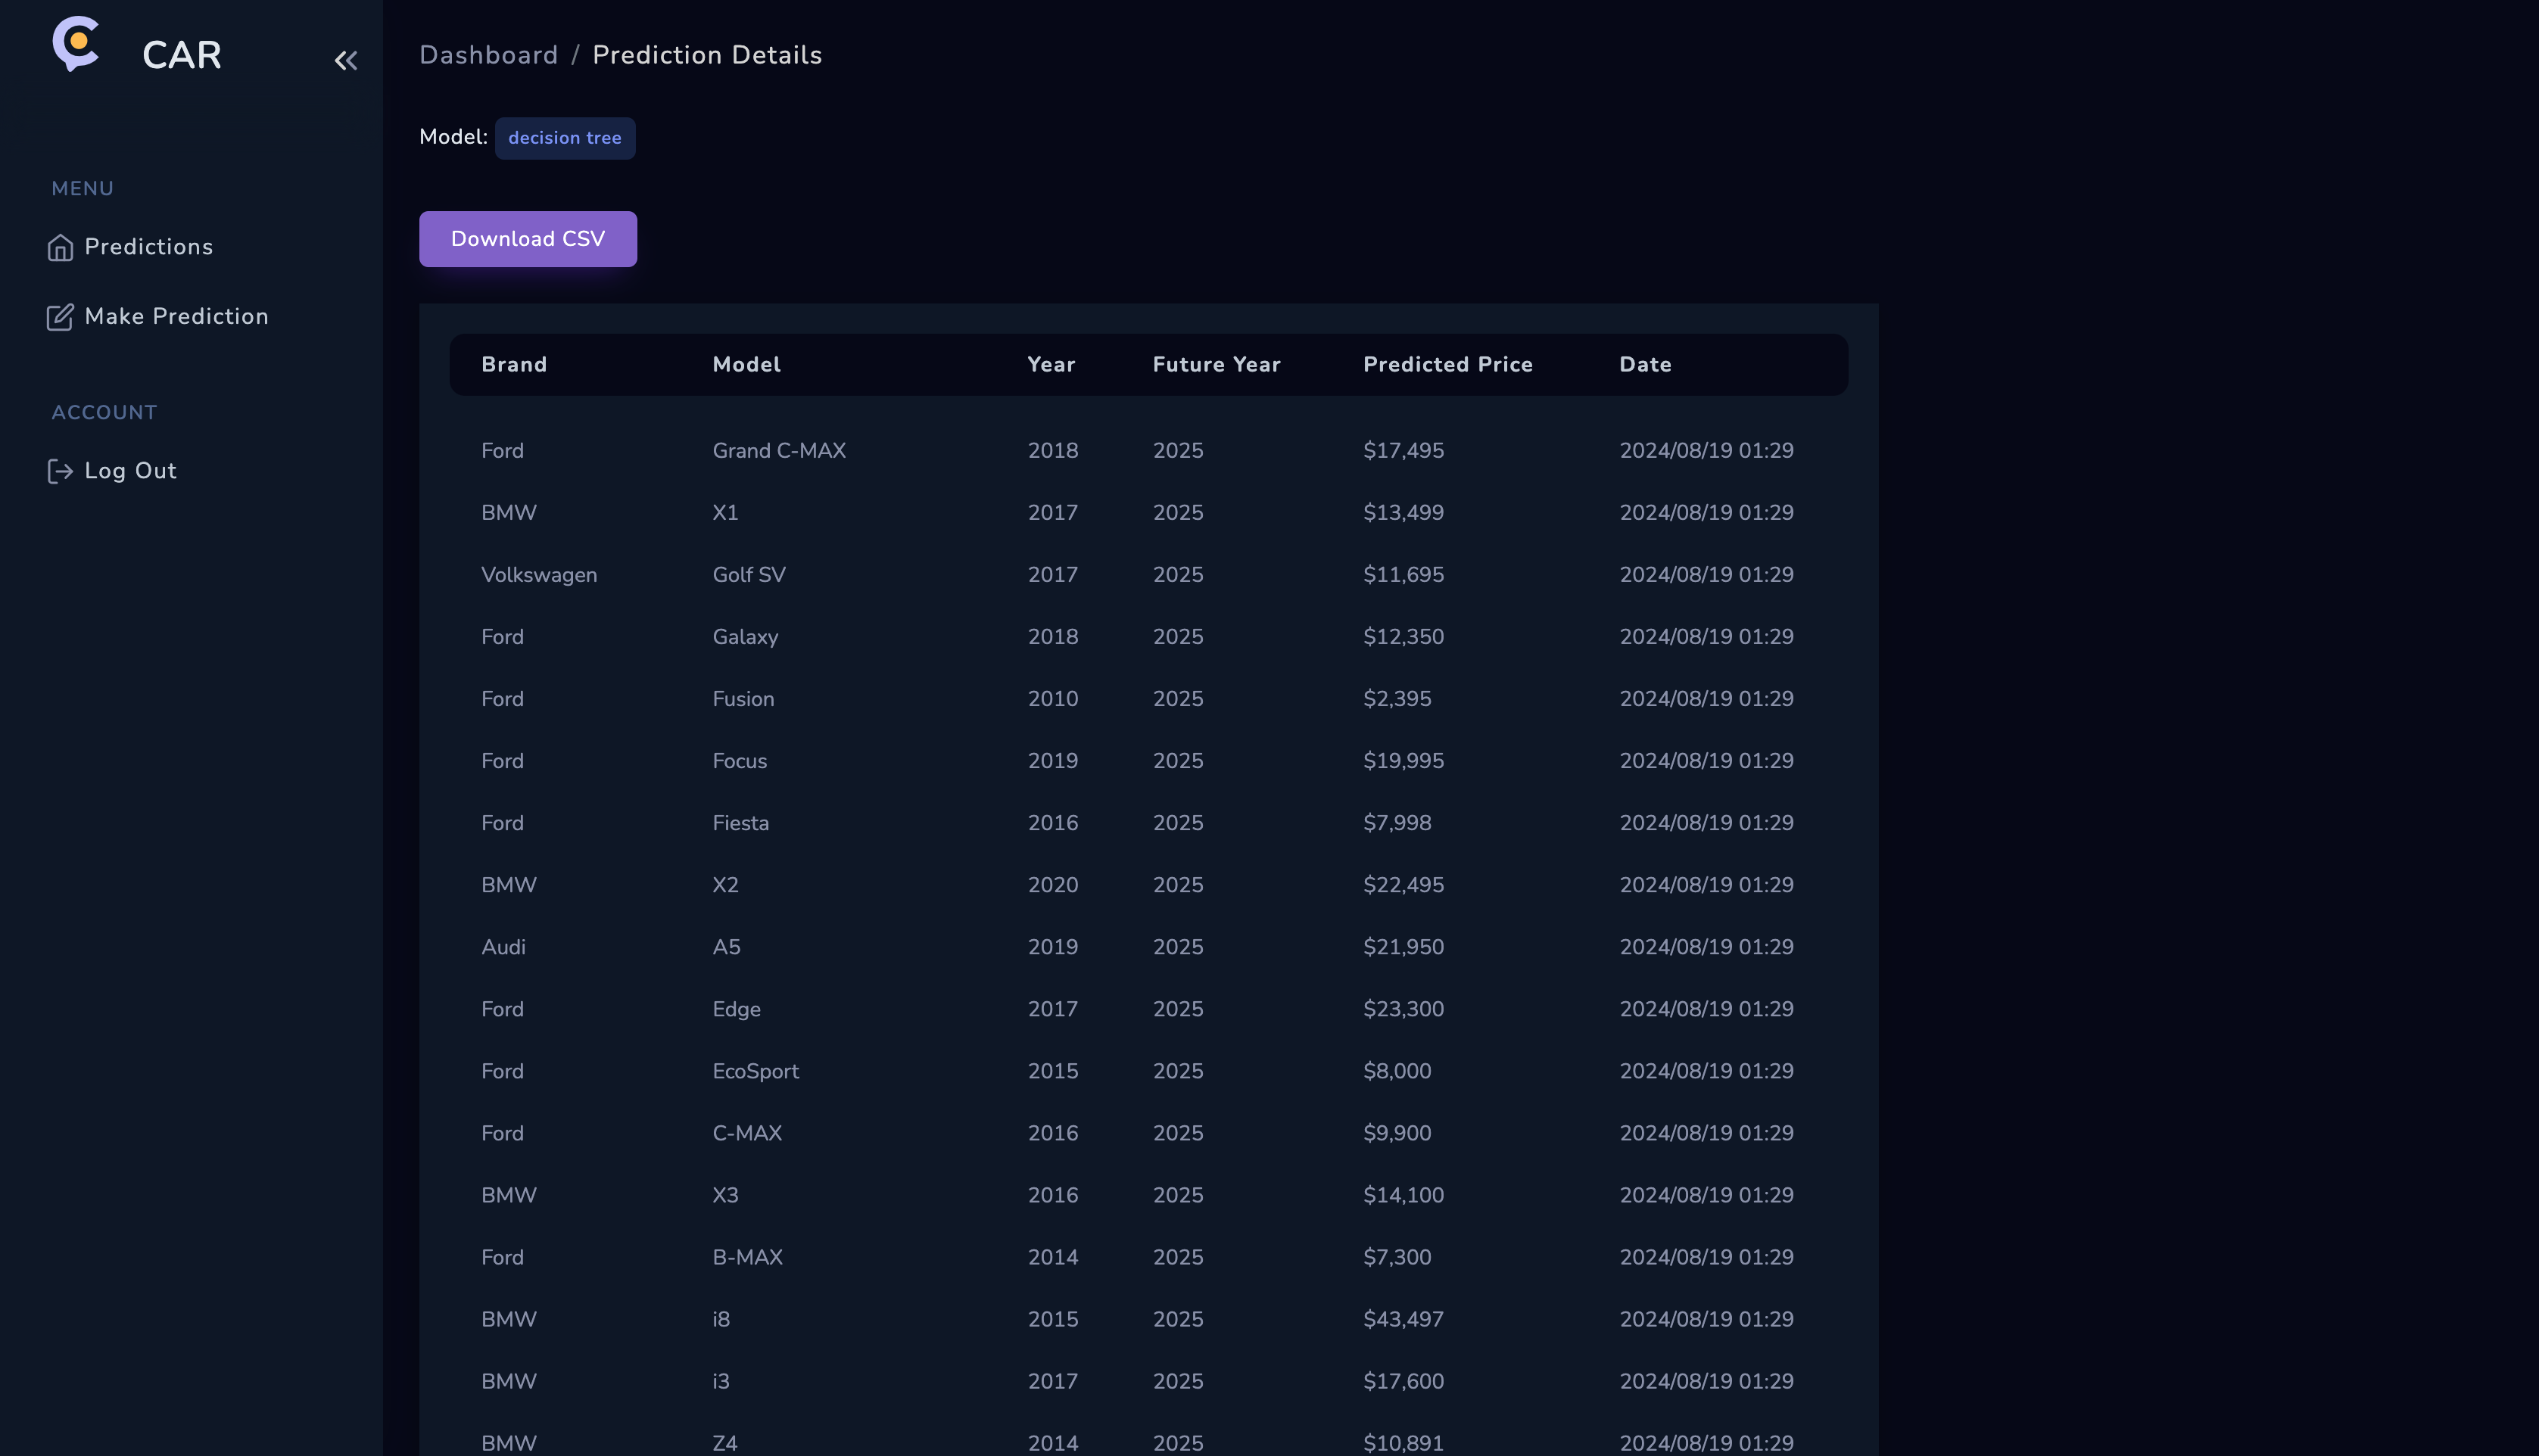 CAR
MENU
Predictions
Make Prediction
ACCOUNT
Log Out
Dashboard / Prediction Details
Model: decision tree
Download CSV
Brand Model Year Future Year Predicted Price Date
Ford Grand C-MAX 2018 2025 $17,495 2024/08/19 01:29
BMW X1 2017 2025 $13,499 2024/08/19 01:29
Volkswagen Golf SV 2017 2025 $11,695 2024/08/19 01:29
Ford Galaxy 2018 2025 $12,350 2024/08/19 01:29
Ford Fusion 2010 2025 $2,395 2024/08/19 01:29
Ford Focus 2019 2025 $19,995 2024/08/19 01:29
Ford Fiesta 2016 2025 $7,998 2024/08/19 01:29
BMW X2 2020 2025 $22,495 2024/08/19 01:29
Audi A5 2019 2025 $21,950 2024/08/19 01:29
Ford Edge 2017 2025 $23,300 2024/08/19 01:29
Ford EcoSport 2015 2025 $8,000 2024/08/19 01:29
Ford C-MAX 2016 2025 $9,900 2024/08/19 01:29
BMW X3 2016 2025 $14,100 2024/08/19 01:29
Ford B-MAX 2014 2025 $7,300 2024/08/19 01:29
BMW i8 2015 2025 $43,497 2024/08/19 01:29
BMW i3 2017 2025 $17,600 2024/08/19 01:29
BMW Z4 2014 2025 $10,891 2024/08/19 01:29